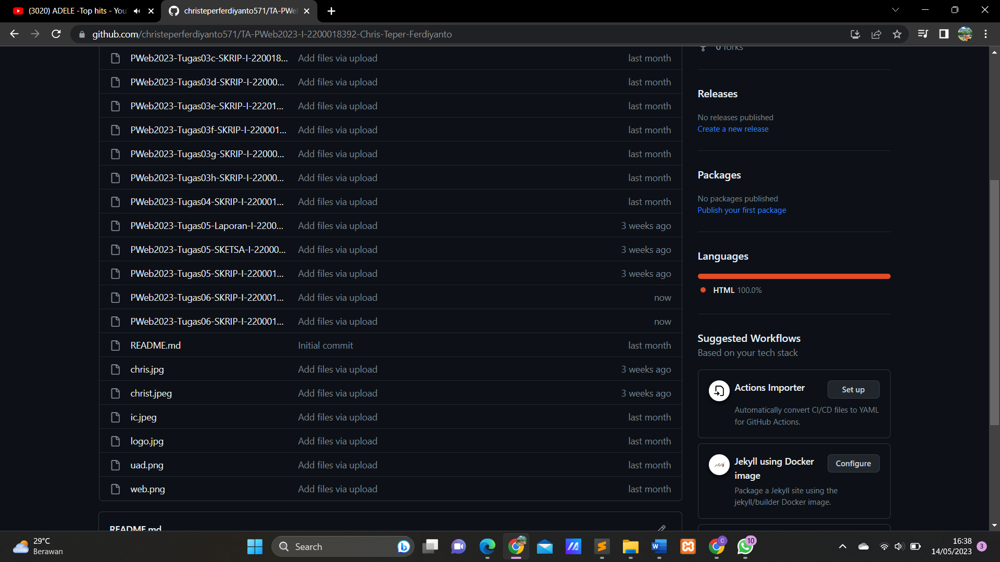 (3020) ADELE -Top hits - You
christeperferdiyanto571/TA-PWe
github.com/christeperferdiyanto571/TA-PWeb2023-I-2200018392-Chris-Teper-Ferdiyanto
PWeb2023-Tugas03c-SKRIP-I-220018... Add files via upload last month
PWeb2023-Tugas03d-SKRIP-I-22000... Add files via upload last month
PWeb2023-Tugas03e-SKRIP-I-22201... Add files via upload last month
PWeb2023-Tugas03f-SKRIP-I-220001... Add files via upload last month
PWeb2023-Tugas03g-SKRIP-I-22000... Add files via upload last month
PWeb2023-Tugas03h-SKRIP-I-22000... Add files via upload last month
PWeb2023-Tugas04-SKRIP-I-220001... Add files via upload last month
PWeb2023-Tugas05-Laporan-I-2200... Add files via upload 3 weeks ago
PWeb2023-Tugas05-SKETSA-I-22000... Add files via upload 3 weeks ago
PWeb2023-Tugas05-SKRIP-I-220001... Add files via upload 3 weeks ago
PWeb2023-Tugas06-SKRIP-I-220001... Add files via upload now
PWeb2023-Tugas06-SKRIP-I-220001... Add files via upload now
README.md Initial commit last month
chris.jpg Add files via upload 3 weeks ago
christ.jpeg Add files via upload 3 weeks ago
ic.jpeg Add files via upload last month
logo.jpg Add files via upload last month
uad.png Add files via upload last month
web.png Add files via upload last month
README.md
0 forks
Releases
No releases published
Create a new release
Packages
No packages published
Publish your first package
Languages
HTML 100.0%
Suggested Workflows
Based on your tech stack
Actions Importer
Set up
Automatically convert CI/CD files to YAML
for GitHub Actions.
Jekyll using Docker
image
Configure
Package a Jekyll site using the
jekyll/builder Docker image.
29°C
Berawan
Search
C
10
16:38
14/05/2023
3